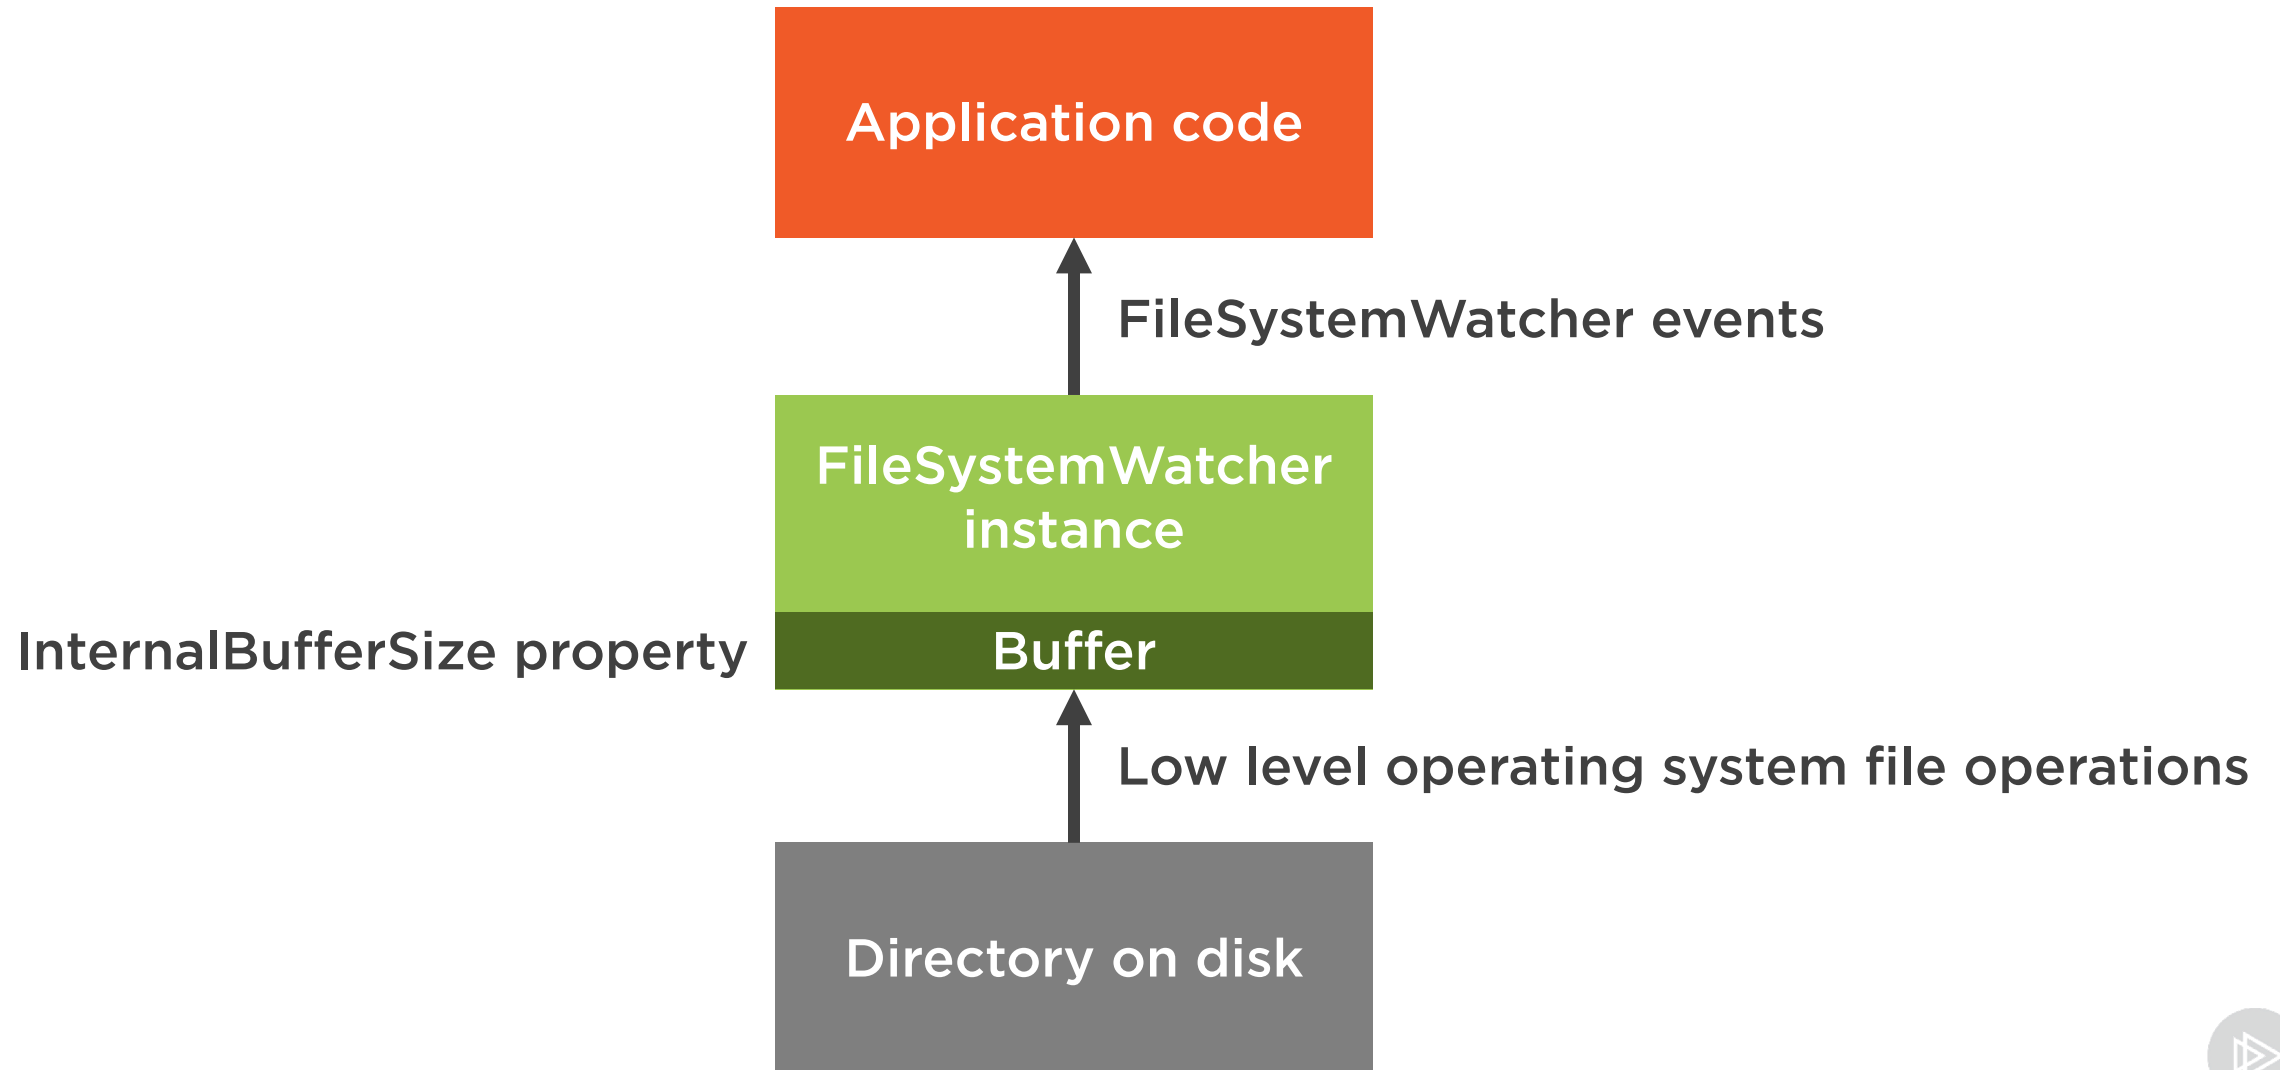 Application code
FileSystemWatcher events
FileSystemWatcher
instance
InternalBufferSize property
Buffer
Low level operating system file operations
Directory on disk